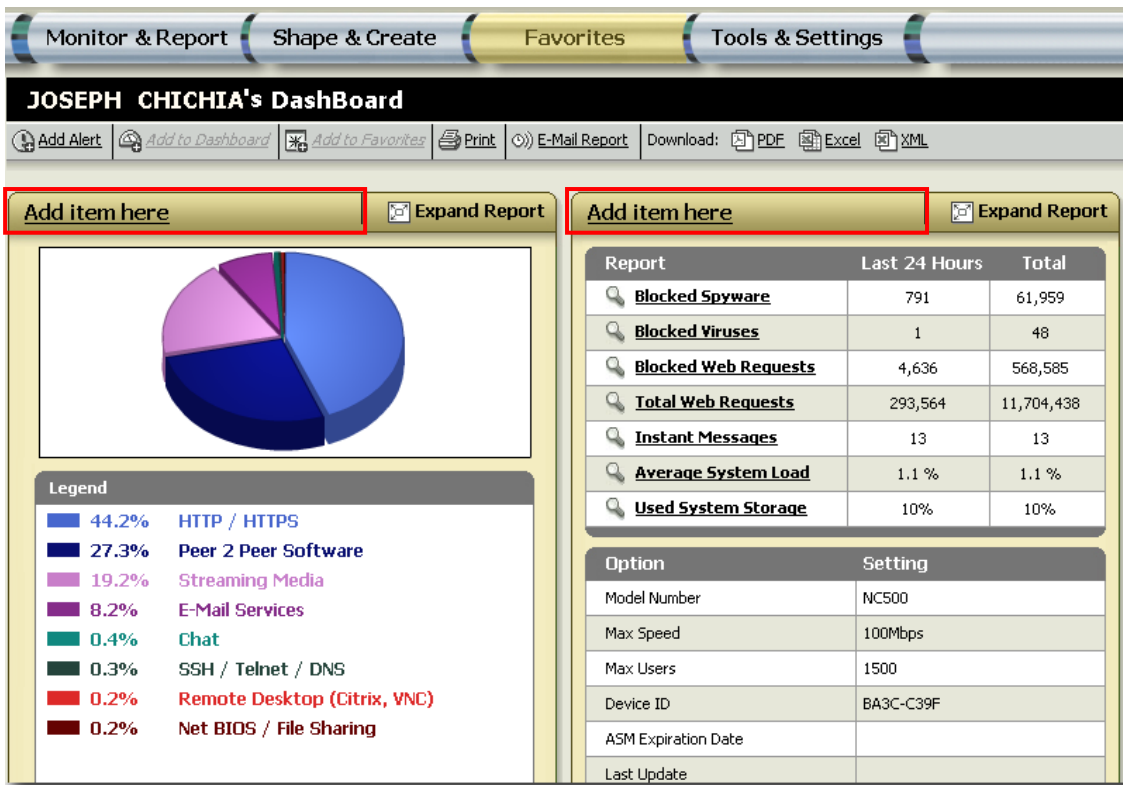 Monitor & Report Shape & Create Favorites Tools & Settings
JOSEPH CHICHIA's DashBoard
Add Alert Add to Dashboard Add to Favorites Print E-Mail Report Download: PDF Excel XML
Add item here Expand Report
Legend
44.2% HTTP / HTTPS
27.3% Peer 2 Peer Software
19.2% Streaming Media
8.2% E-Mail Services
0.4% Chat
0.3% SSH / Telnet / DNS
0.2% Remote Desktop (Citrix, VNC)
0.2% Net BIOS / File Sharing
Add item here Expand Report
Report Last 24 Hours Total
Blocked Spyware 791 61,959
Blocked Viruses 1 48
Blocked Web Requests 4,636 568,585
Total Web Requests 293,564 11,704,438
Instant Messages 13 13
Average System Load 1.1 % 1.1 %
Used System Storage 10% 10%
Option Setting
Model Number NC500
Max Speed 100Mbps
Max Users 1500
Device ID BA3C-C39F
ASM Expiration Date
Last Update